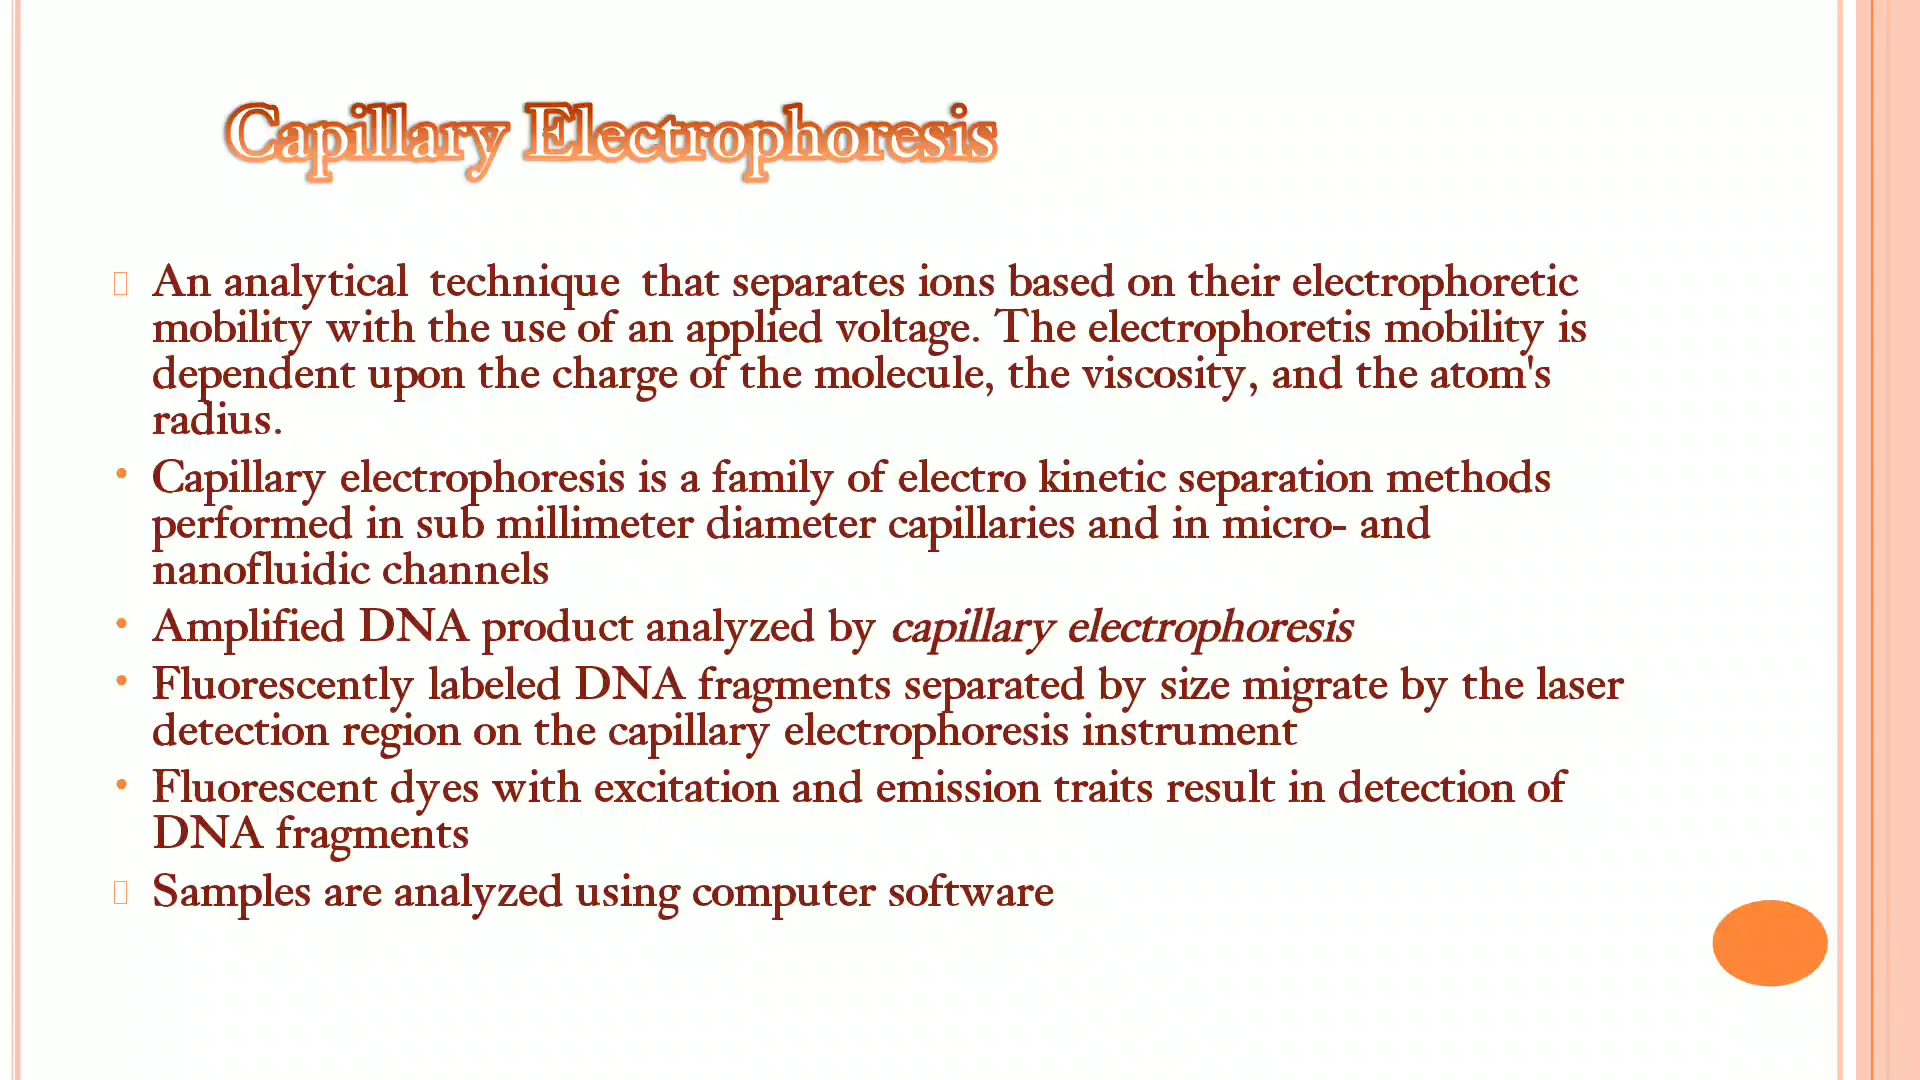 Capillary Electrophoresis
An analytical technique that separates ions based on their electrophoretic
mobility with the use of an applied voltage. The electrophoretis mobility is
dependent upon the charge of the molecule, the viscosity, and the atom's
radius.
• Capillary electrophoresis is a family of electro kinetic separation methods
performed in sub millimeter diameter capillaries and in micro- and
nanofluidic channels
• Amplified DNA product analyzed by capillary electrophoresis
• Fluorescently labeled DNA fragments separated by size migrate by the laser
detection region on the capillary electrophoresis instrument
• Fluorescent dyes with excitation and emission traits result in detection of
DNA fragments
Samples are analyzed using computer software